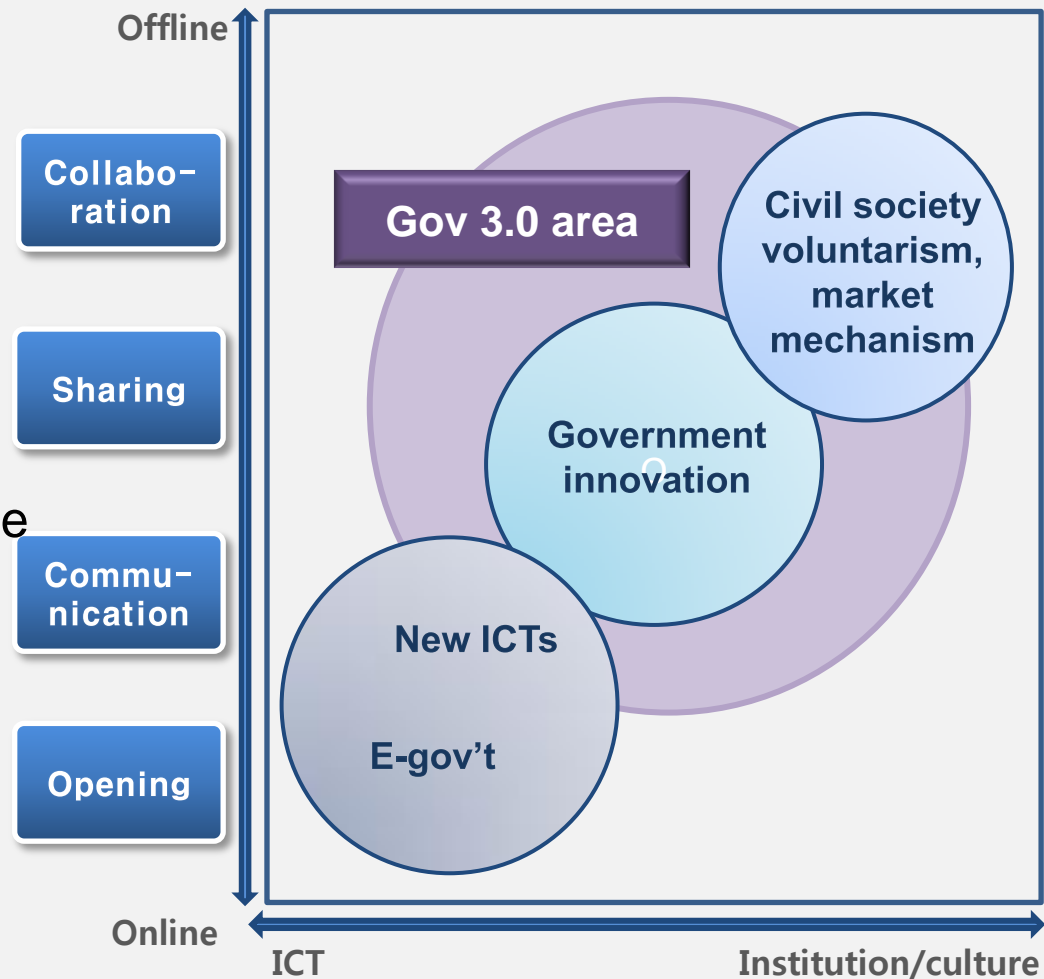 Offline
Collabo-
ration
Gov 3.0 area
Civil society
voluntarism,
market
mechanism
Sharing
Government
innovation
e
Commu-
nication
New ICTs
E-gov’t
Opening
Online
ICT
Institution/culture